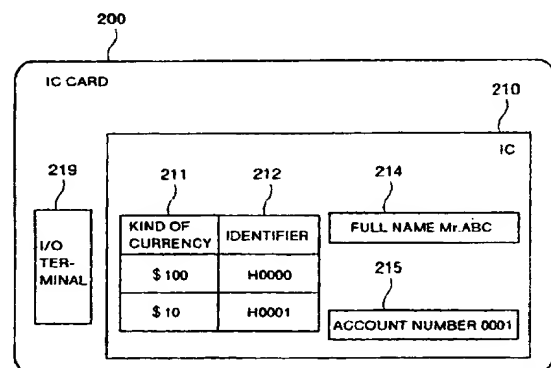 200
IC CARD
210
IC
219
211
212
214
I/O TER- MINAL
KIND OF CURRENCY
IDENTIFIER
FULL NAME Mr.ABC
$100
H0000
215
$10
H0001
ACCOUNT NUMBER 0001